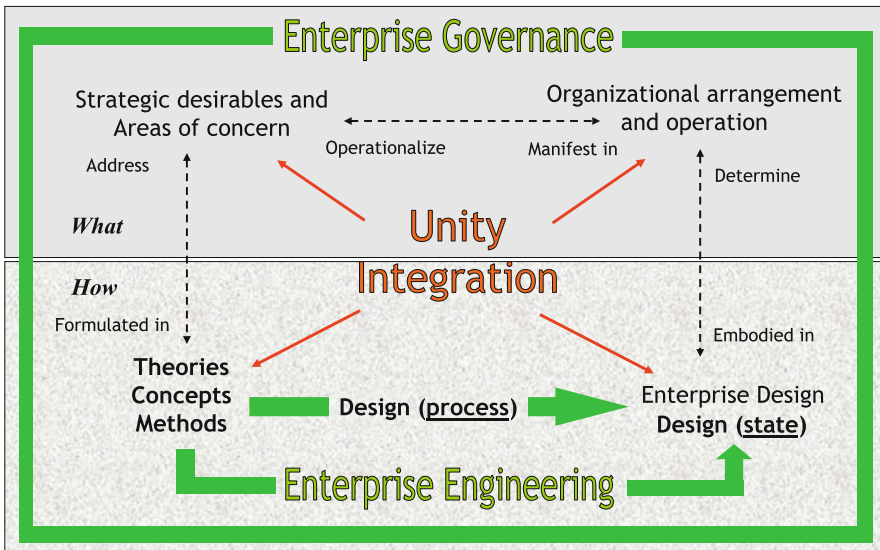 Enterprise Governance
Strategic desirables and
Areas of concern
Organizational arrangement
and operation
Operationalize
Manifest in
Address
Determine
What
Unity
Integration
How
Formulated in
Embodied in
Theories
Concepts
Methods
Design (process)
Enterprise Design
Design (state)
Enterprise Engineering